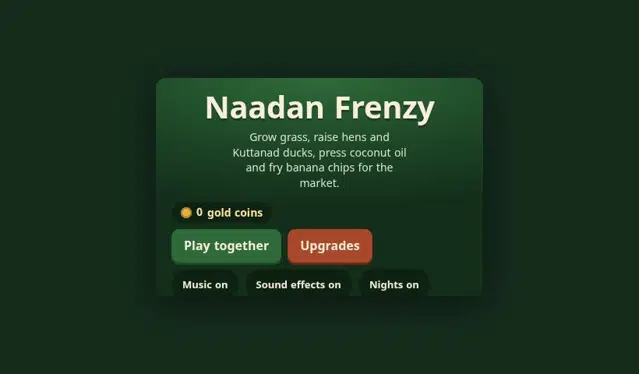 Naadan Frenzy
Grow grass, raise hens and
Kuttanad ducks, press coconut oil
and fry banana chips for the
market.
0 gold coins
Play together
Upgrades
Music on
Sound effects on
Nights on